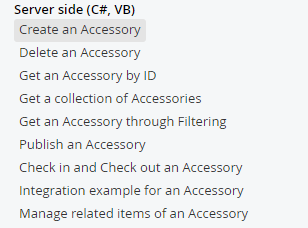 Server side (C#, VB)
Create an Accessory
Delete an Accessory
Get an Accessory by ID
Get a collection of Accessories
Get an Accessory through Filtering
Publish an Accessory
Check in and Check out an Accessory
Integration example for an Accessory
Manage related items of an Accessory